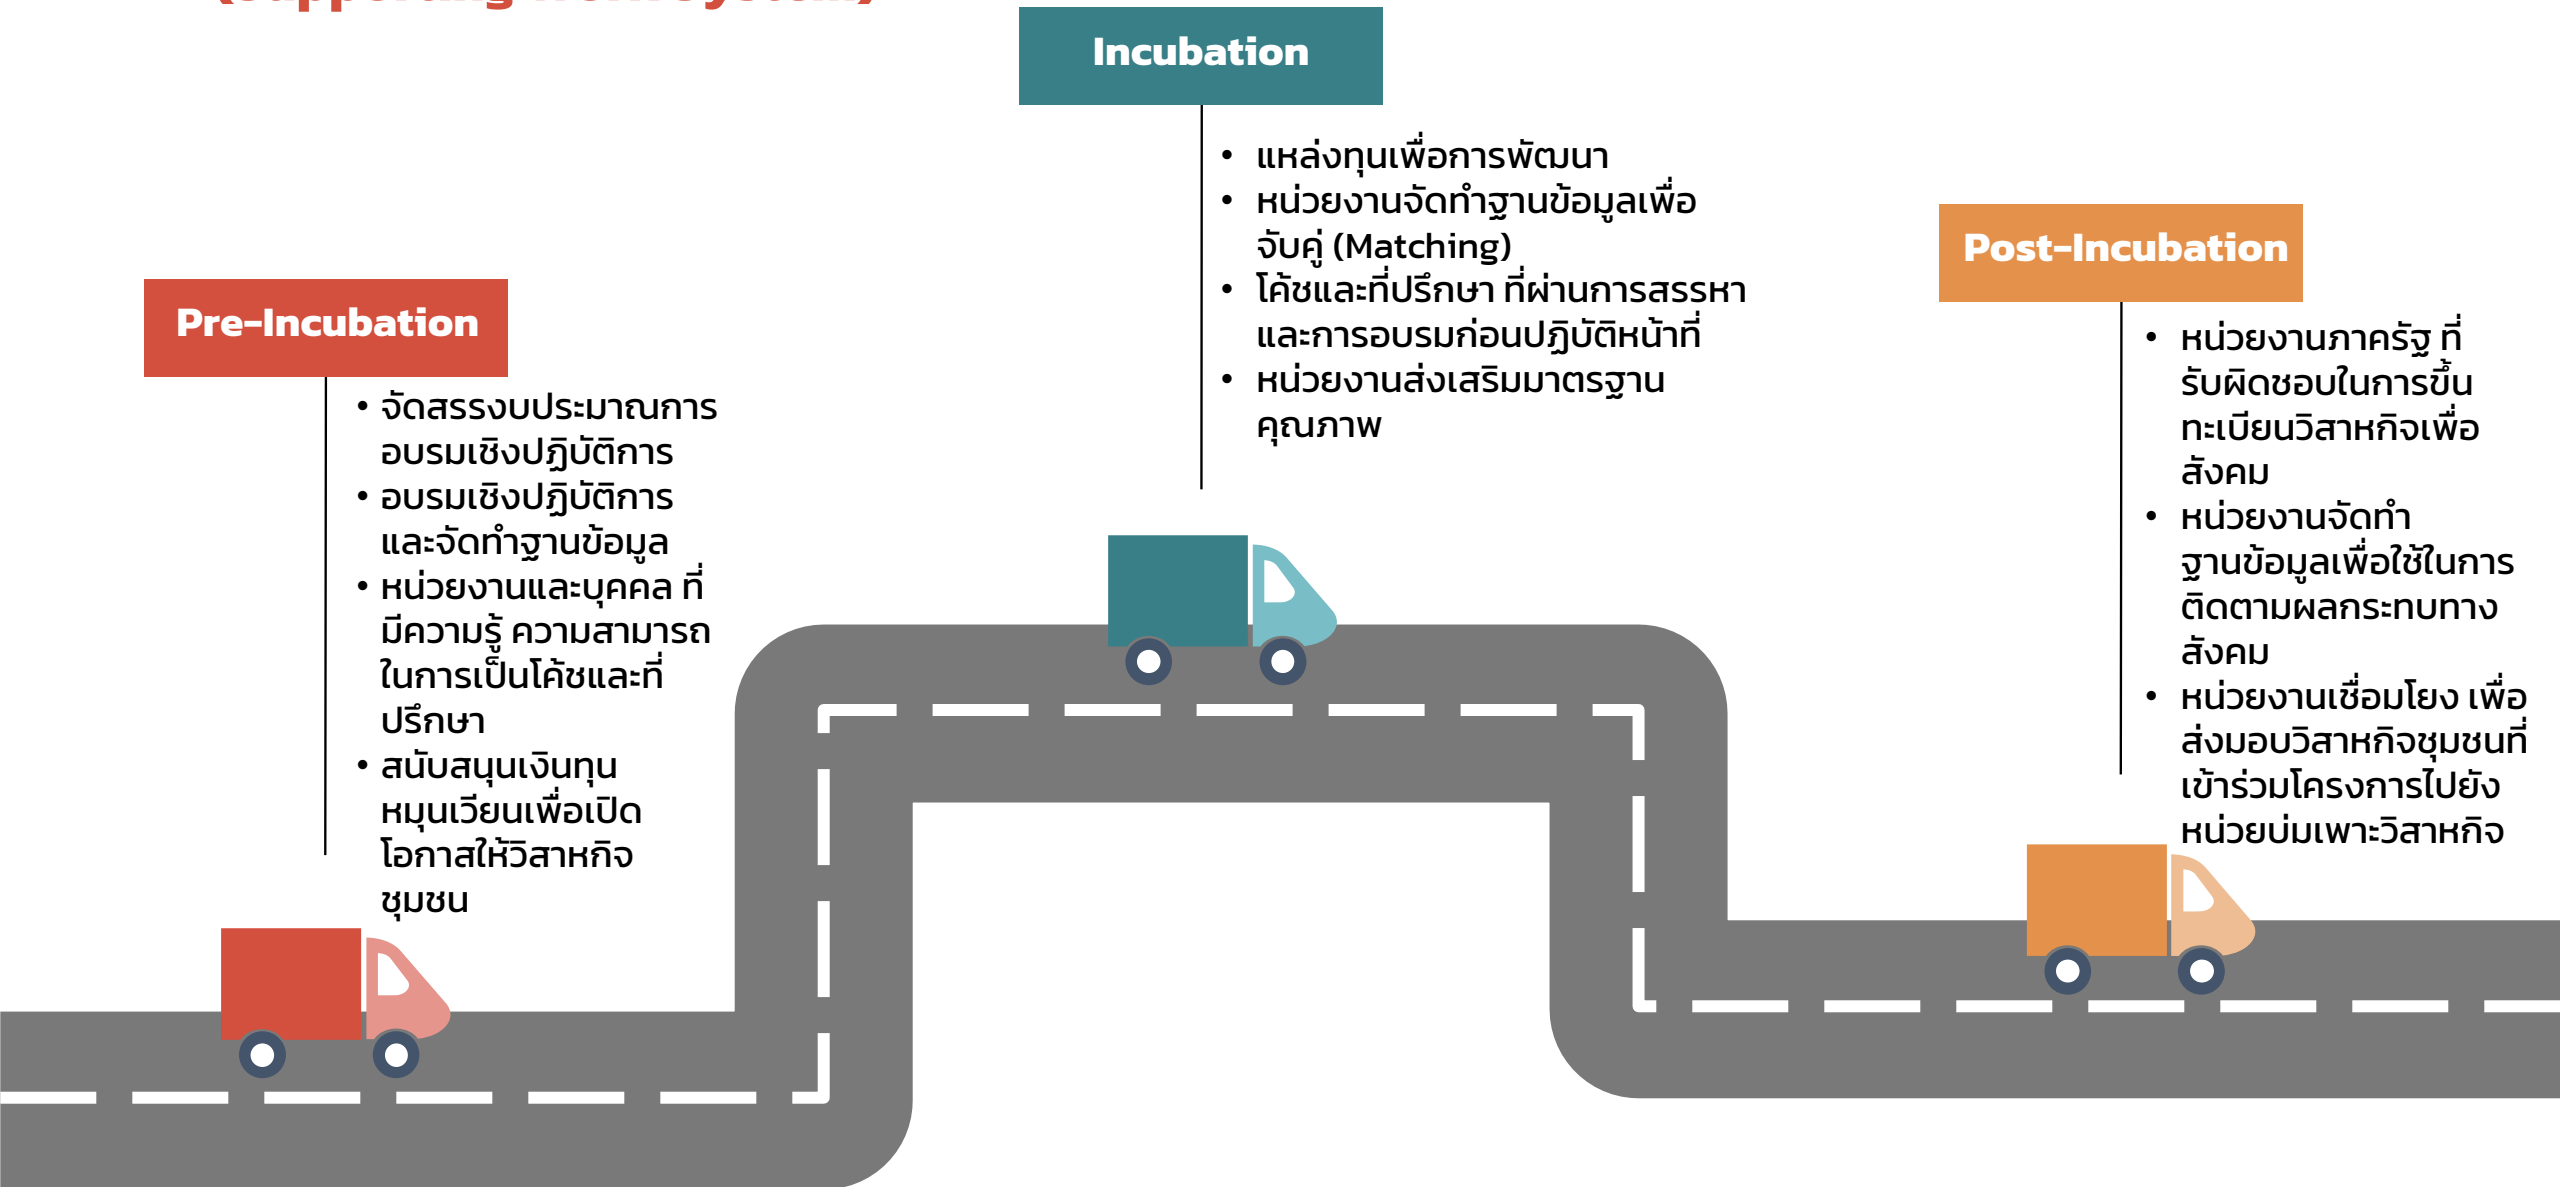 (Supporting Work System)
Incubation
• แหล่งทุนเพื่อการพัฒนา
• หน่วยงานจัดทำฐานข้อมูลเพื่อ
จับคู่ (Matching)
• โค้ชและที่ปรึกษา ที่ผ่านการสรรหา
และการอบรมก่อนปฏิบัติหน้าที่
• หน่วยงานส่งเสริมมาตรฐาน
คุณภาพ
Pre-Incubation
• จัดสรรงบประมาณการ
อบรมเชิงปฏิบัติการ
• อบรมเชิงปฏิบัติการ
และจัดทำฐานข้อมูล
• หน่วยงานและบุคคล ที่
มีความรู้ ความสามารถ
ในการเป็นโค้ชและที่
ปรึกษา
• สนับสนุนเงินทุน
หมุนเวียนเพื่อเปิด
โอกาสให้วิสาหกิจ
ชุมชน
Post-Incubation
• หน่วยงานภาครัฐ ที่
รับผิดชอบในการขึ้น
ทะเบียนวิสาหกิจเพื่อ
สังคม
• หน่วยงานจัดทำ
ฐานข้อมูลเพื่อใช้ในการ
ติดตามผลกระทบทาง
สังคม
• หน่วยงานเชื่อมโยง เพื่อ
ส่งมอบวิสาหกิจชุมชนที่
เข้าร่วมโครงการไปยัง
หน่วยบ่มเพาะวิสาหกิจ